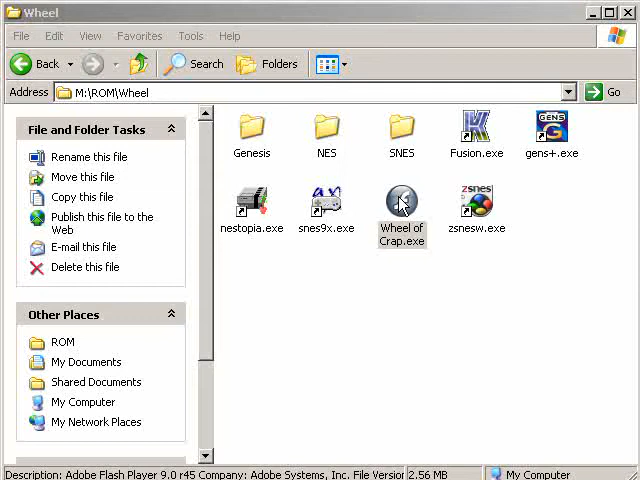 Wheel
File Edit View Favorites Tools Help
Back Search Folders
Address M:\ROM\Wheel Go
File and Folder Tasks
Rename this file
Move this file
Copy this file
Publish this file to the
Web
E-mail this file
Delete this file
Other Places
ROM
My Documents
Shared Documents
My Computer
My Network Places
Genesis NES SNES Fusion.exe gens+.exe
GENS
zsnes
nestopia.exe snes9x.exe Wheel of zsnesw.exe
Crap.exe
Description: Adobe Flash Player 9.0 r45 Company: Adobe Systems, Inc. File Version 2.56 MB My Computer